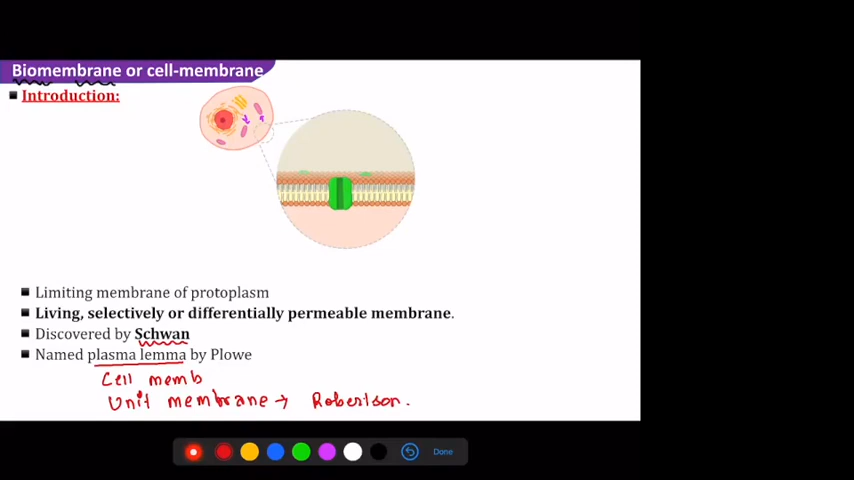 Biomembrane or cell-membrane
Introduction:
Limiting membrane of protoplasm
Living, selectively or differentially permeable membrane.
Discovered by Schwan
Named plasma lemma by Plowe
Cell memb
Unit membrane → Robertson.
Done